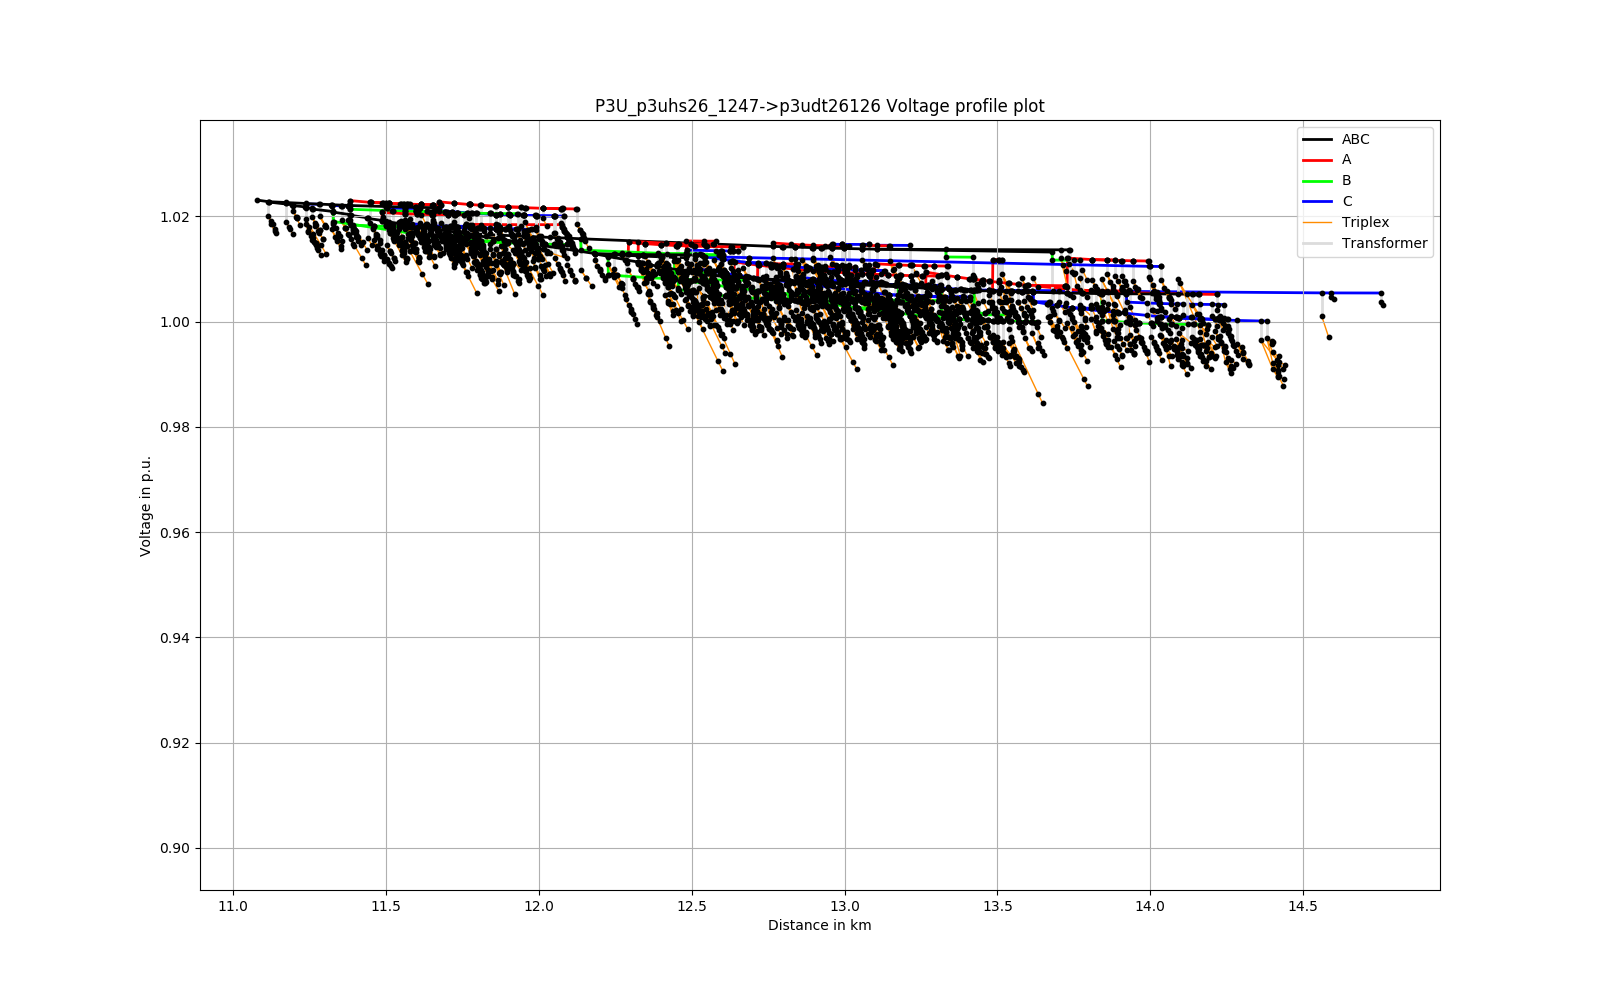 P3U_p3uhs26_1247->p3udt26126 Voltage profile plot
ABC
A
B
C
Triplex
Transformer
1.02
1.00
0.98
0.96
0.94
0.92
0.90
Voltage in p.u.
11.0 11.5 12.0 12.5 13.0 13.5 14.0 14.5
Distance in km